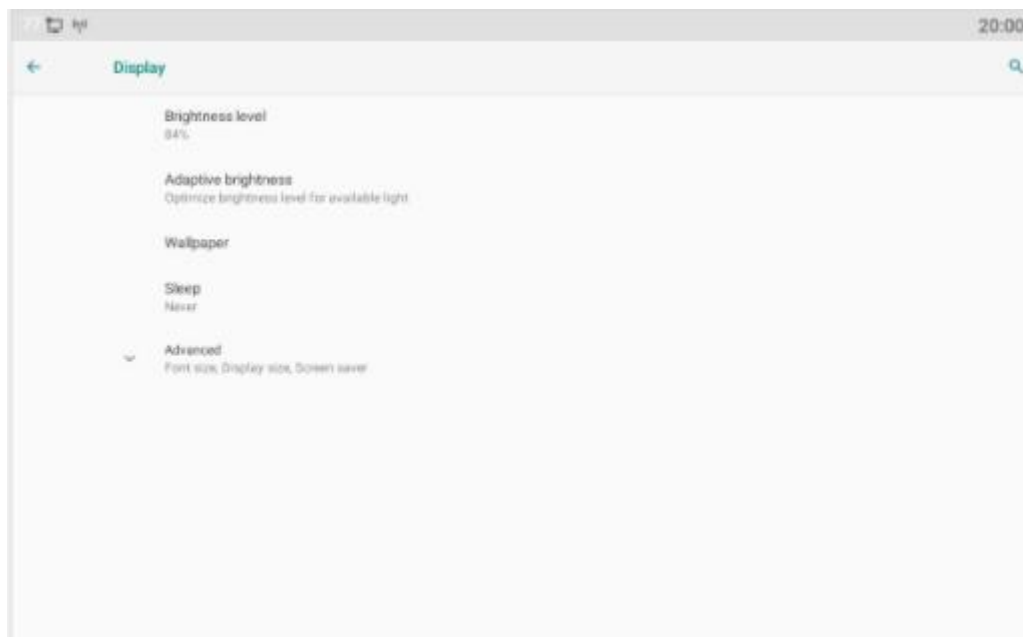 20:00
Display
Brightness level
84%
Adaptive brightness
Optimize brightness level for available light
Wallpaper
Sleep
Never
Advanced
Font size, Display size, Screen saver